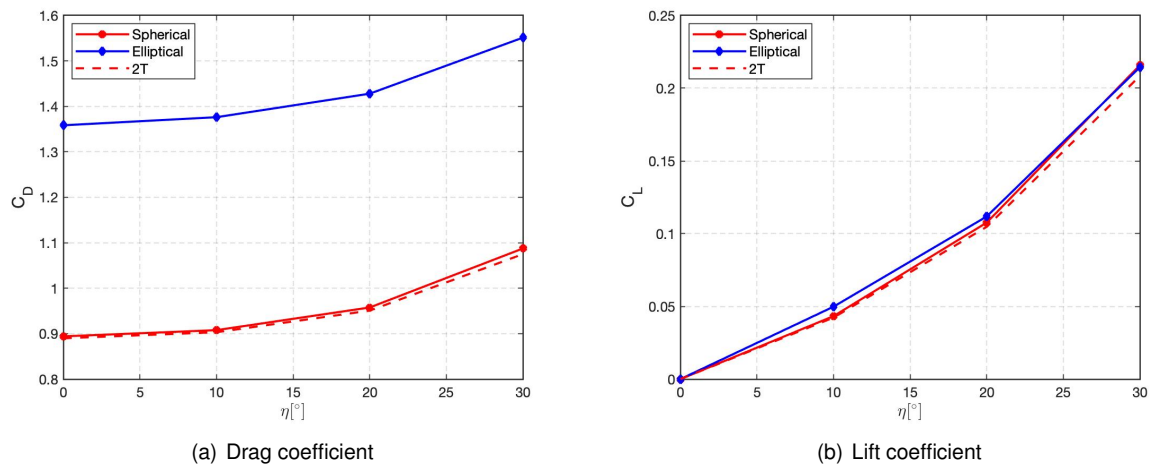 1.6
1.5
1.4
1.3
1.2
1.1
1
0.9
0.8
C_D
Spherical
Elliptical
2T
0 5 10 15 20 25 30
η[°]
(a) Drag coefficient
0.25
0.2
0.15
0.1
0.05
0
C_L
Spherical
Elliptical
2T
0 5 10 15 20 25 30
η[°]
(b) Lift coefficient